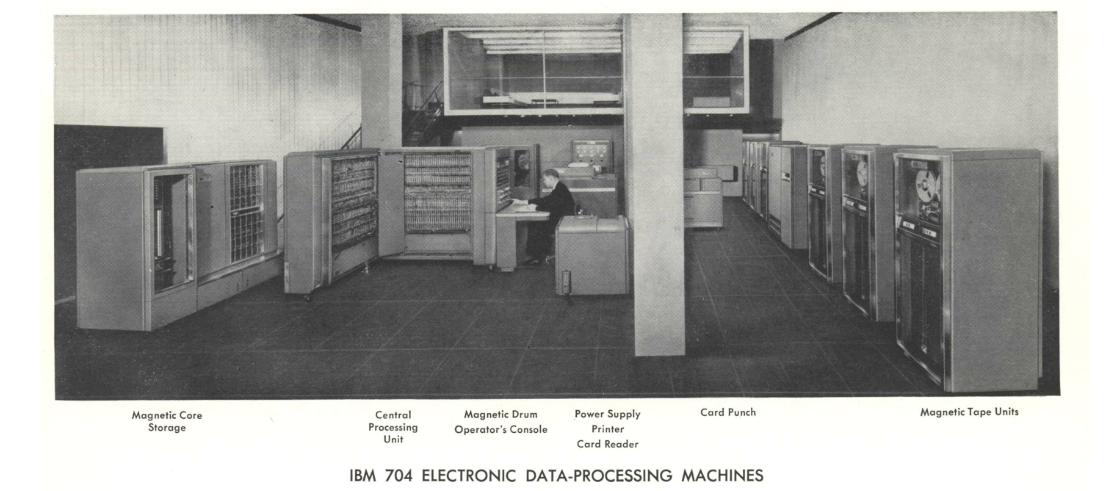 Magnetic Core
Storage
Central
Processing
Unit
Magnetic Drum
Operator's Console
Power Supply
Printer
Card Reader
Card Punch
Magnetic Tape Units
IBM 704 ELECTRONIC DATA-PROCESSING MACHINES